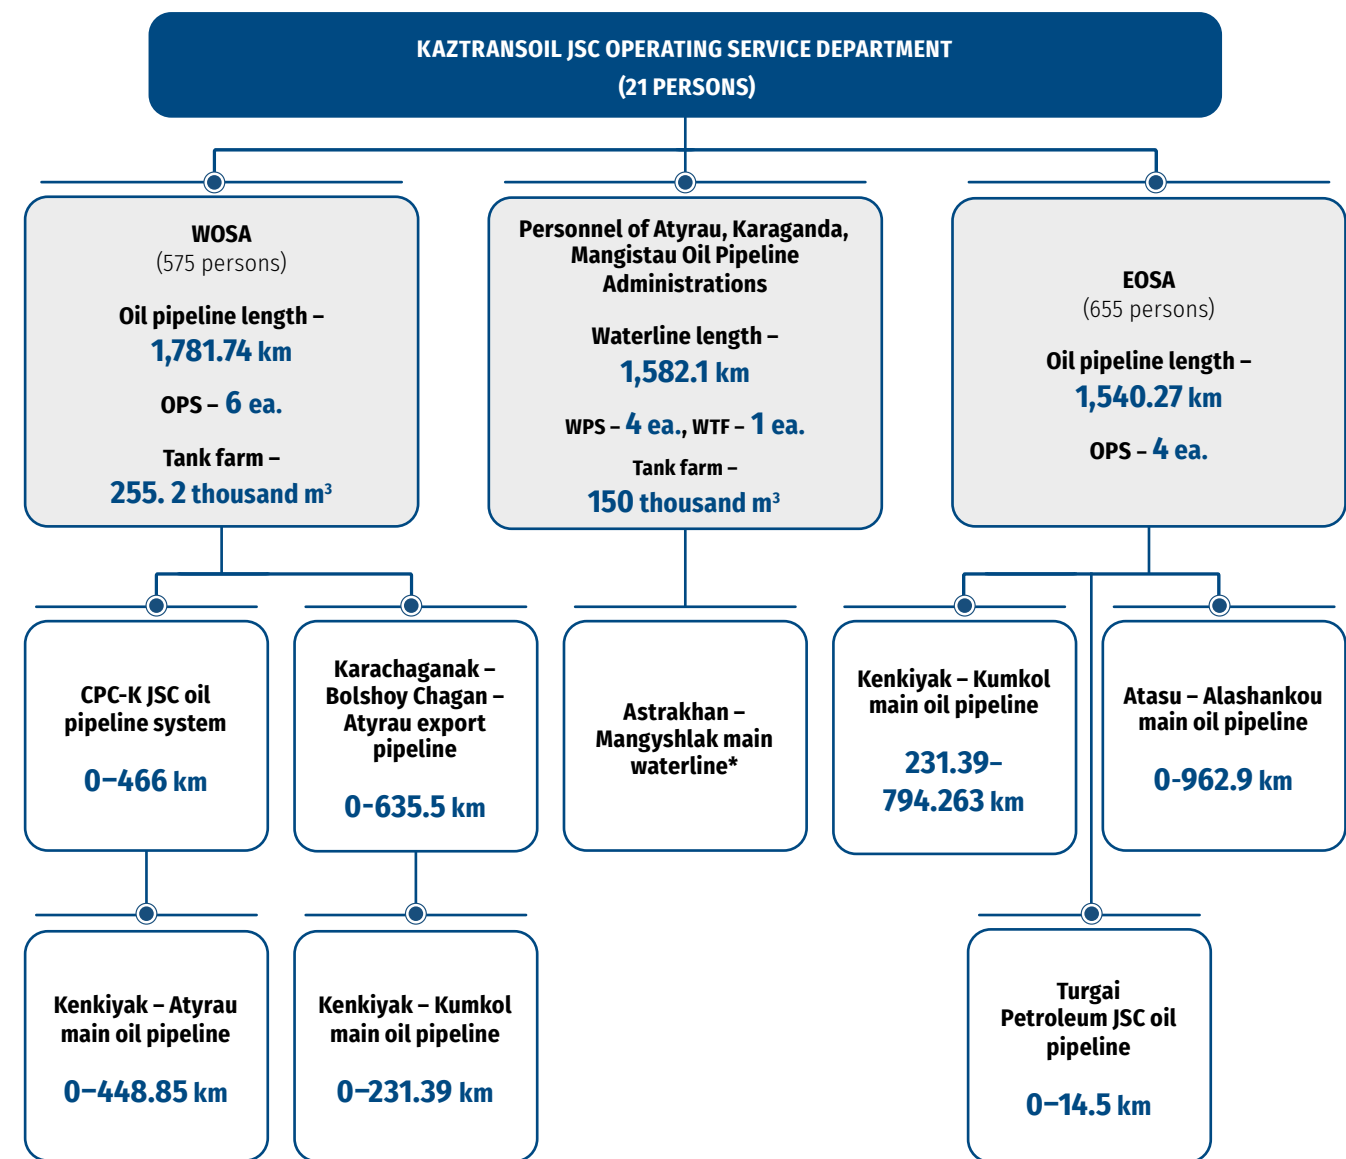 KAZTRANSOIL JSC OPERATING SERVICE DEPARTMENT
(21 PERSONS)
WOSA
(575 persons)
Oil pipeline length –
1,781.74 km
OPS – 6 ea.
Tank farm –
255. 2 thousand m³
Personnel of Atyrau, Karaganda,
Mangistau Oil Pipeline
Administrations
Waterline length –
1,582.1 km
WPS – 4 ea., WTF – 1 ea.
Tank farm –
150 thousand m³
EOSA
(655 persons)
Oil pipeline length –
1,540.27 km
OPS – 4 ea.
CPC-K JSC oil
pipeline system
0–466 km
Karachaganak –
Bolshoy Chagan –
Atyrau export
pipeline
0-635.5 km
Astrakhan –
Mangyshlak main
waterline*
Kenkiyak – Kumkol
main oil pipeline
231.39–
794.263 km
Atasu – Alashankou
main oil pipeline
0-962.9 km
Kenkiyak – Atyrau
main oil pipeline
0–448.85 km
Kenkiyak – Kumkol
main oil pipeline
0–231.39 km
Turgai
Petroleum JSC oil
pipeline
0–14.5 km